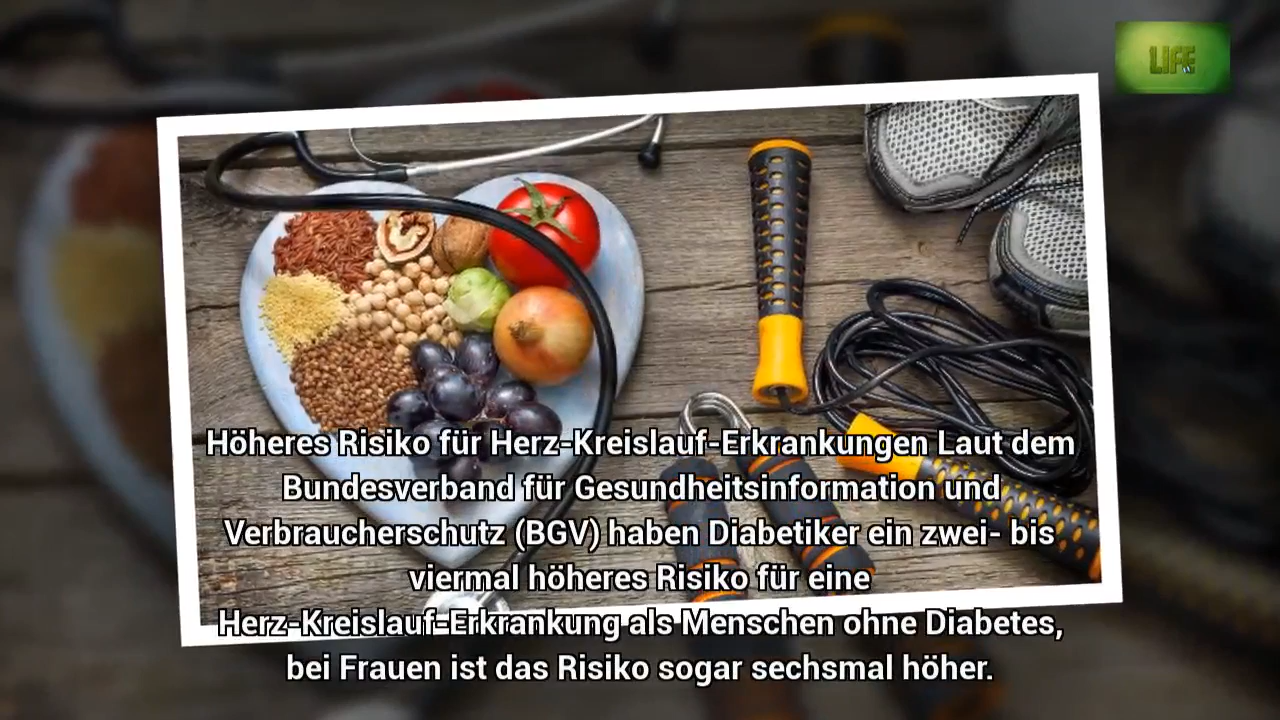 LIFE
Höheres Risiko für Herz-Kreislauf-Erkrankungen Laut dem
Bundesverband für Gesundheitsinformation und
Verbraucherschutz (BGV) haben Diabetiker ein zwei- bis
viermal höheres Risiko für eine
Herz-Kreislauf-Erkrankung als Menschen ohne Diabetes,
bei Frauen ist das Risiko sogar sechsmal höher.